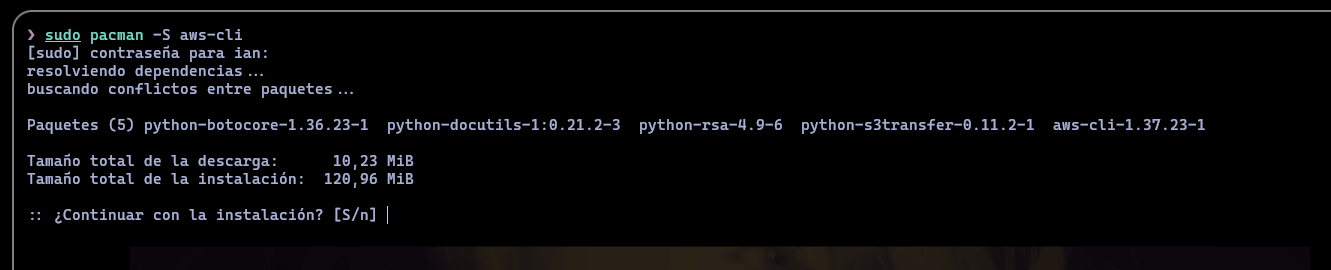 ❯ sudo pacman -S aws-cli
[sudo] contraseña para ian:
resolviendo dependencias...
buscando conflictos entre paquetes...
Paquetes (5) python-botocore-1.36.23-1  python-docutils-1:0.21.2-3  python-rsa-4.9-6  python-s3transfer-0.11.2-1  aws-cli-1.37.23-1
Tamaño total de la descarga:      10,23 MiB
Tamaño total de la instalación:  120,96 MiB
:: ¿Continuar con la instalación? [S/n]